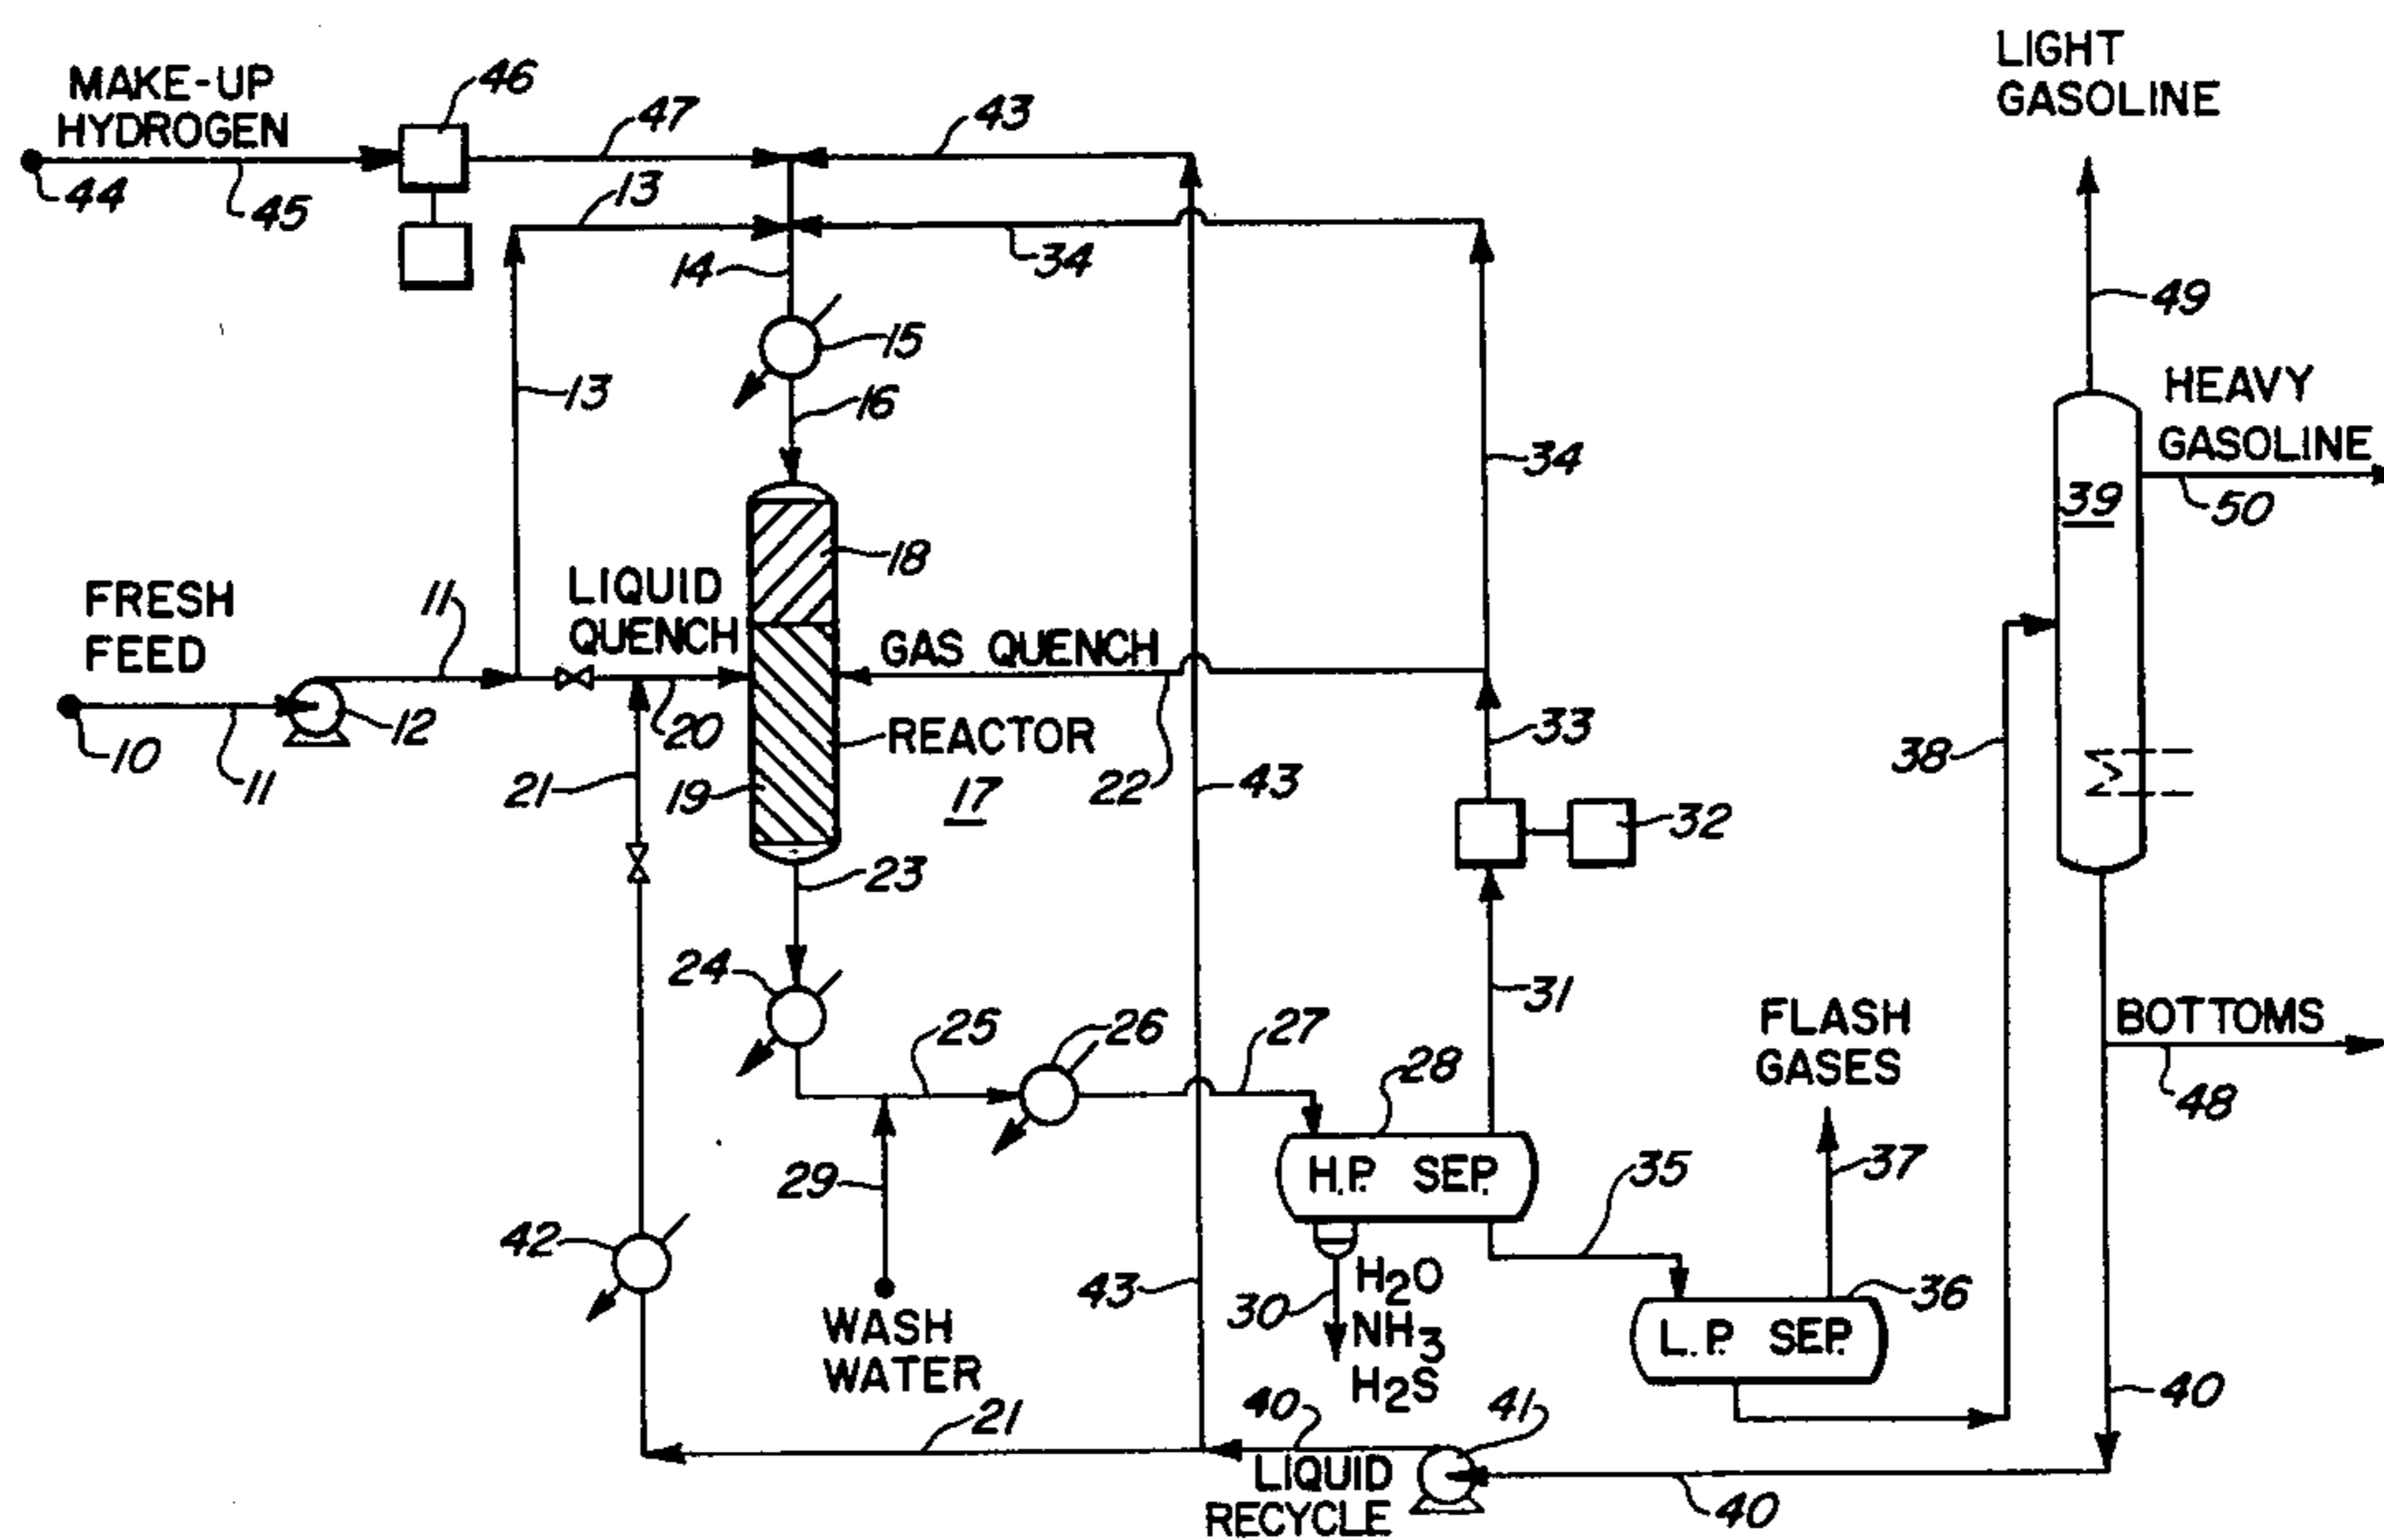 MAKE-UP
HYDROGEN
46
47
43
44
45
13
34
14
15
16
13
LIGHT
GASOLINE
49
HEAVY
GASOLINE
39
50
34
18
FRESH
FEED
11
LIQUID
QUENCH
GAS QUENCH
10
11
12
20
REACTOR
17
21
19
22
43
33
32
38
23
24
25
26
27
28
31
FLASH
GASES
BOTTOMS
48
29
H.P. SEP.
35
37
42
43
30
H2O
NH3
H2S
L.P. SEP.
36
WASH
WATER
21
40
41
40
LIQUID
RECYCLE
40